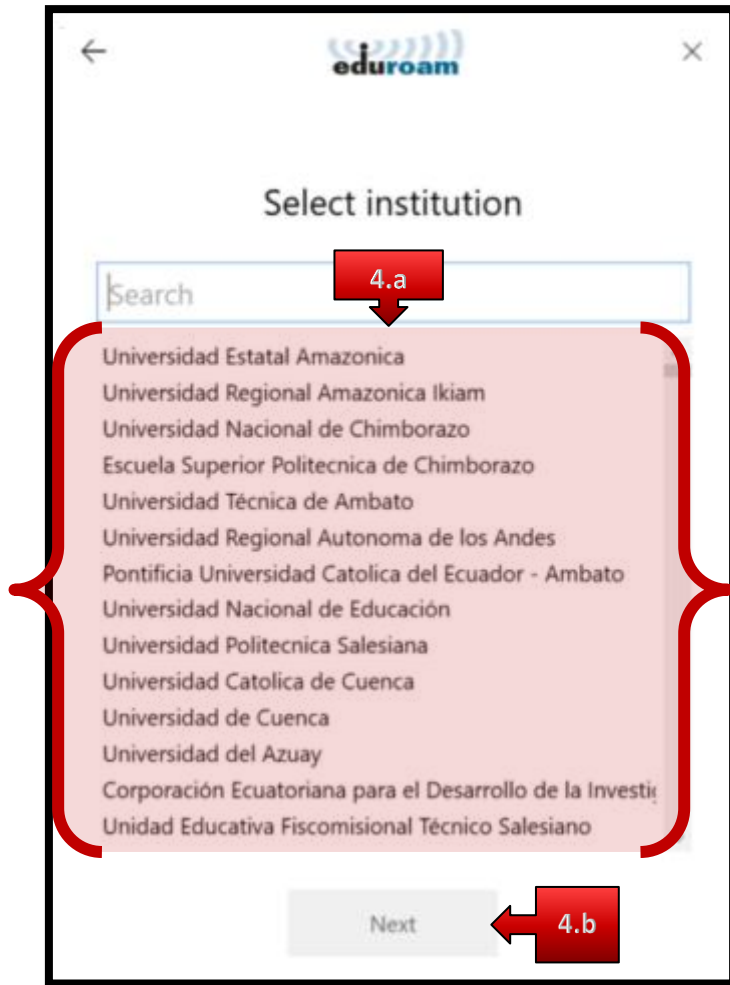 eduroam
Select institution
4.a
Search
Universidad Estatal Amazonica
Universidad Regional Amazonica Ikiam
Universidad Nacional de Chimborazo
Escuela Superior Politecnica de Chimborazo
Universidad Técnica de Ambato
Universidad Regional Autonoma de los Andes
Pontificia Universidad Catolica del Ecuador - Ambato
Universidad Nacional de Educación
Universidad Politecnica Salesiana
Universidad Catolica de Cuenca
Universidad de Cuenca
Universidad del Azuay
Corporación Ecuatoriana para el Desarrollo de la
Unidad Educativa Fiscomisional Técnico Salesiano
Next
4.b